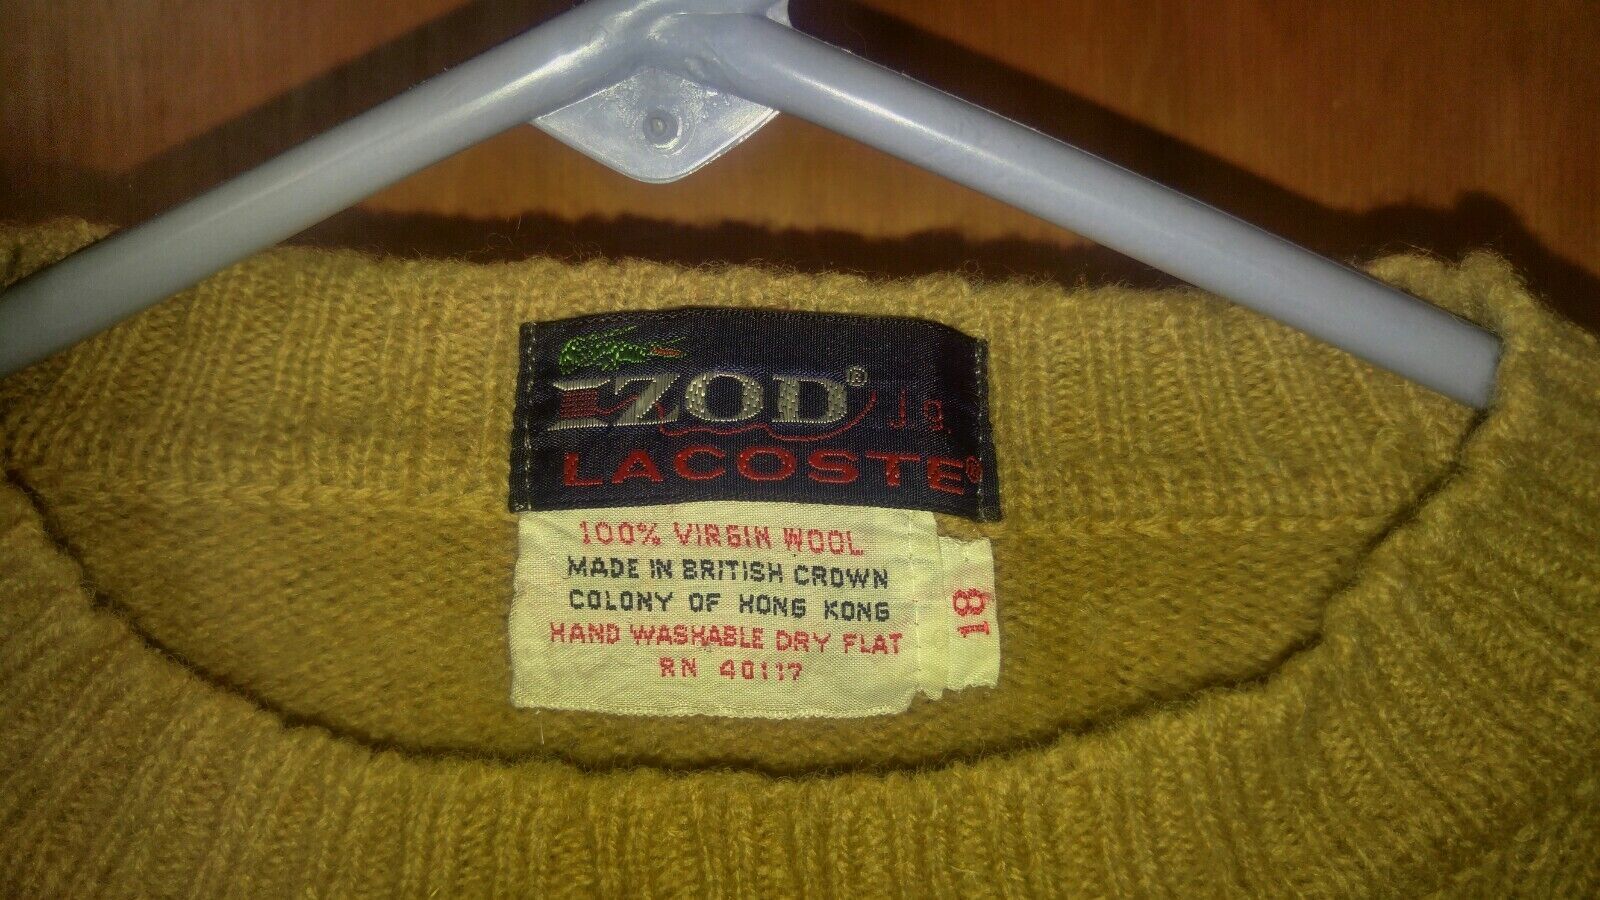 IZOD®
LACOSTE®
100% VIRGIN WOOL
MADE IN BRITISH CROWN
COLONY OF HONG KONG
HAND WASHABLE DRY FLAT
RN 40117
18